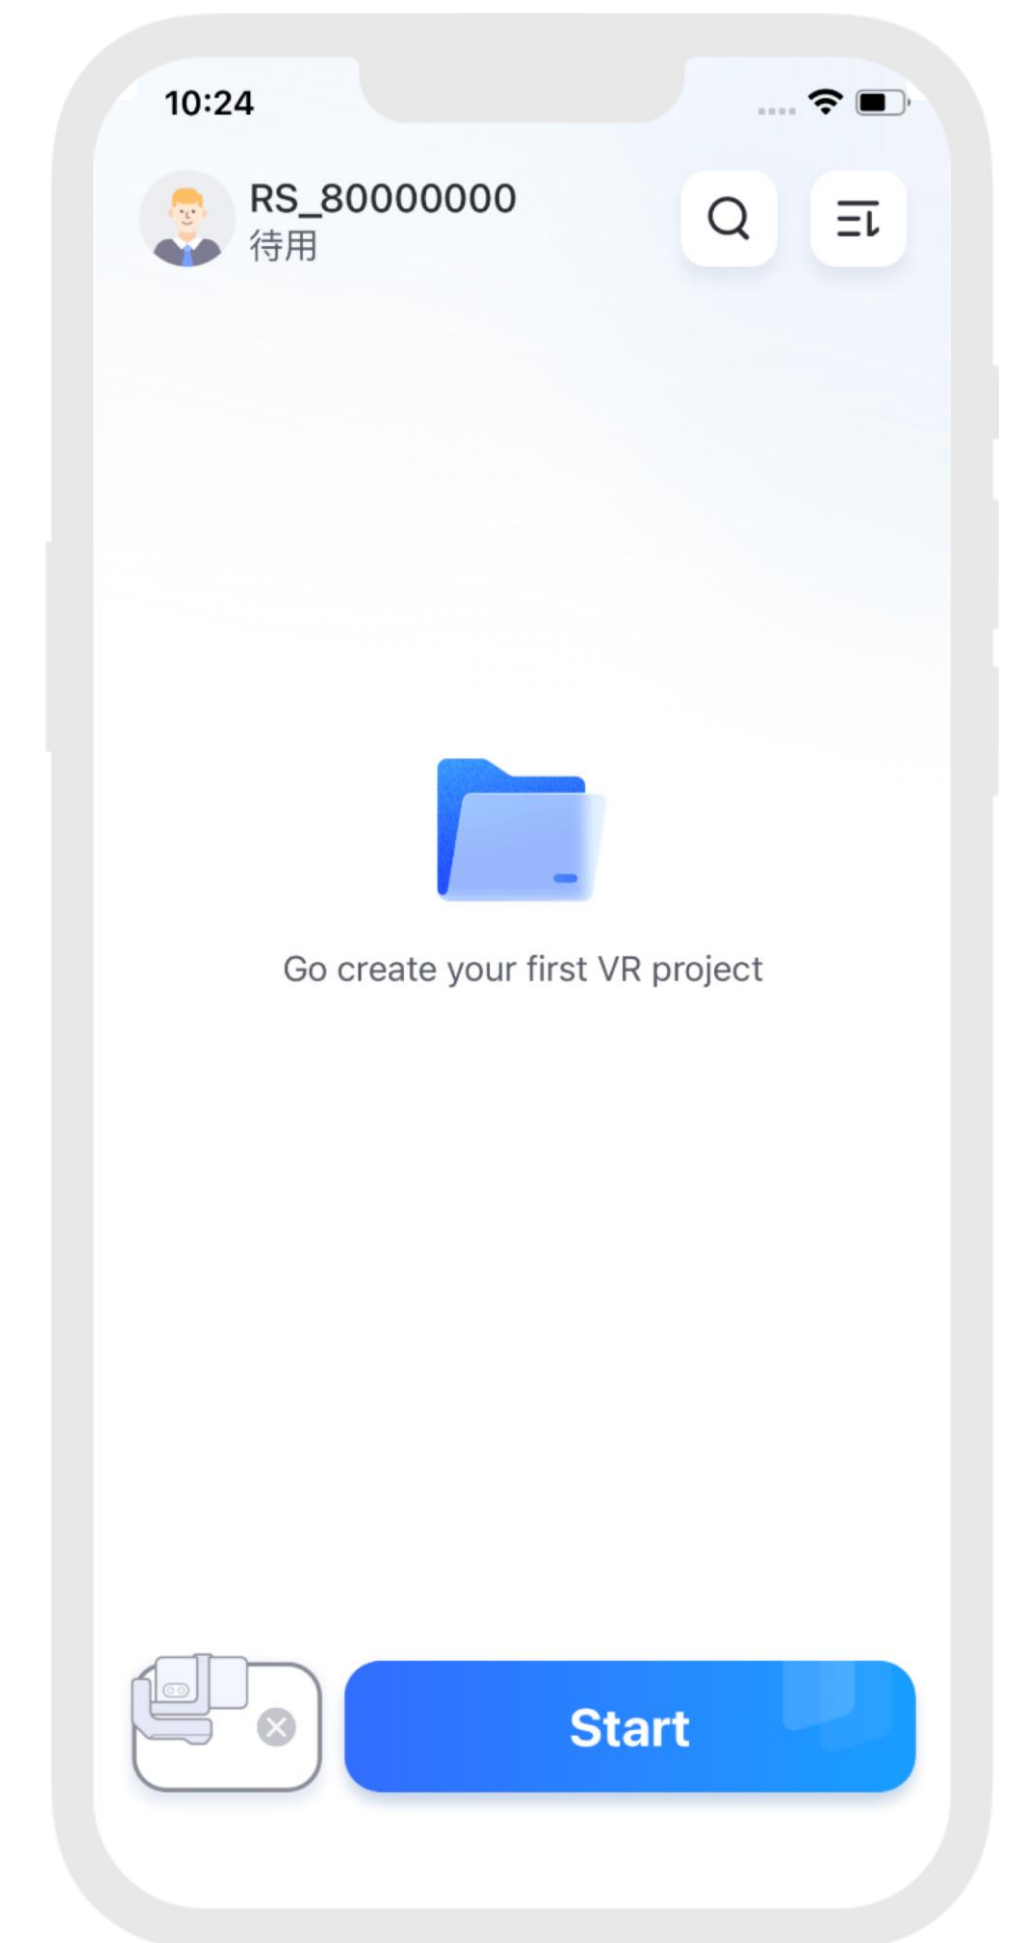 10:24
RS_80000000
待用
Go create your first VR project
Start